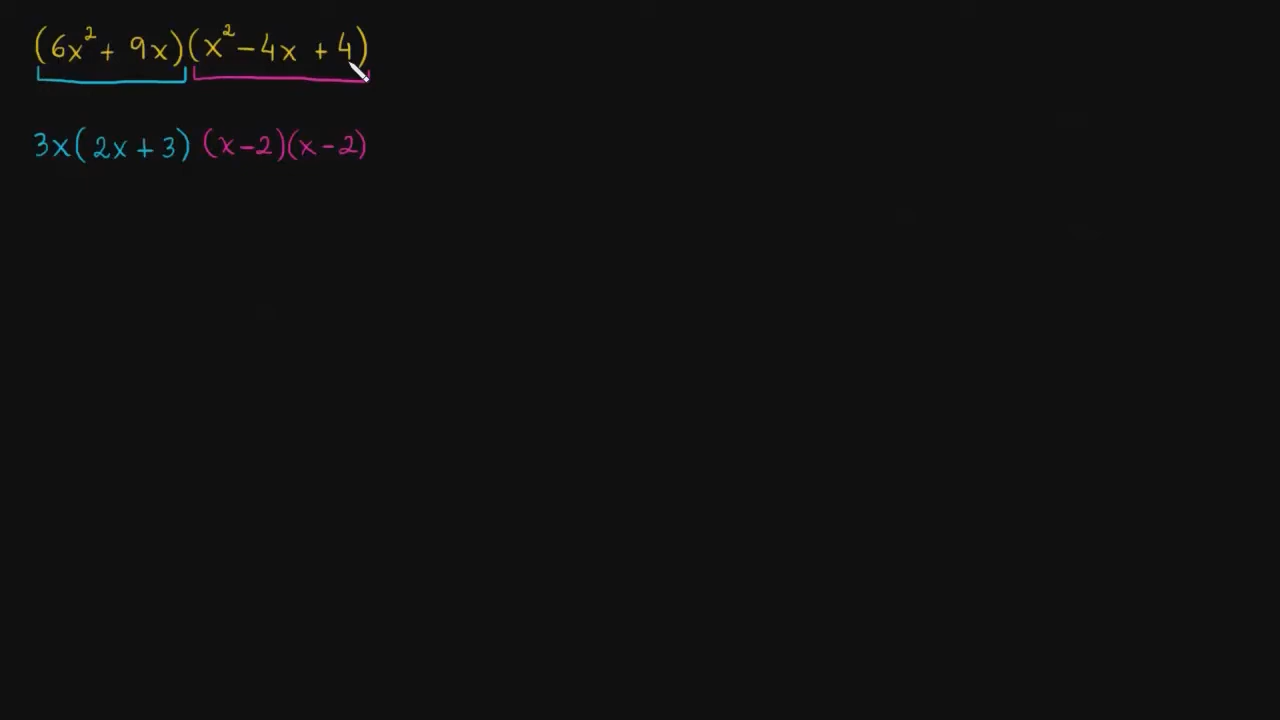 (6x² + 9x)(x² − 4x + 4)
3x(2x + 3) (x − 2)(x − 2)